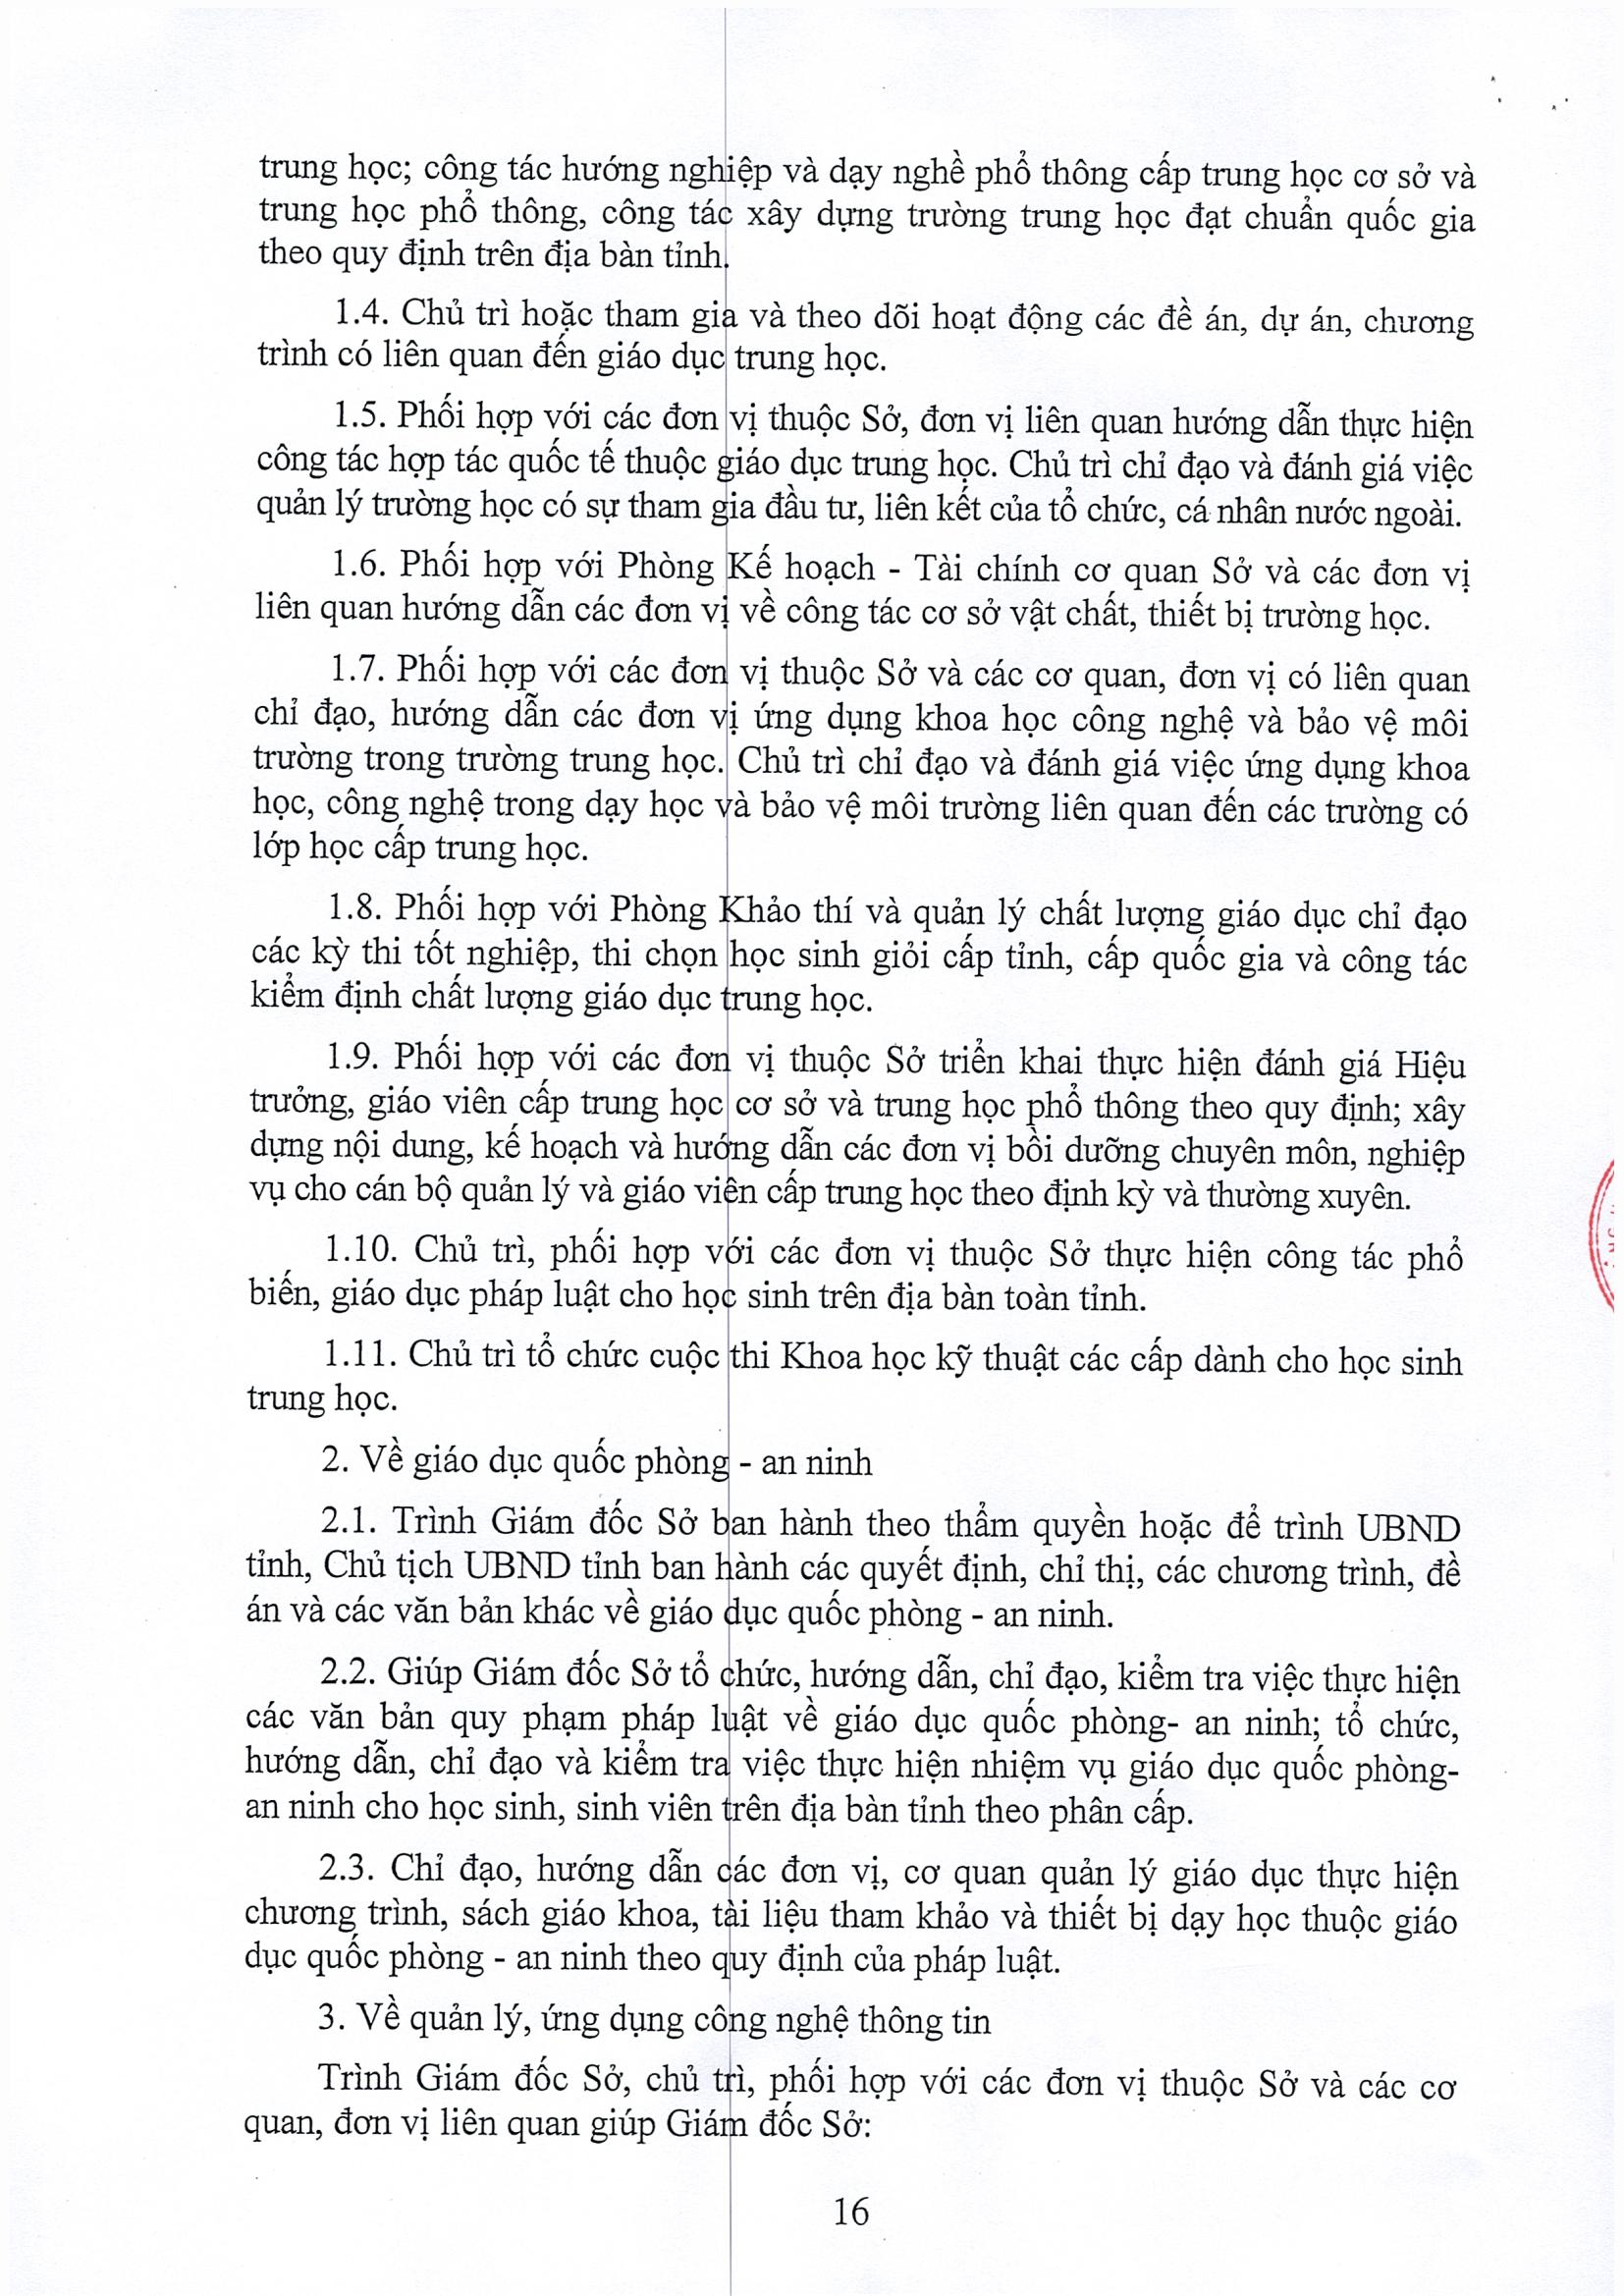 trung học; công tác hướng nghiệp và dạy nghề phổ thông cấp trung học cơ sở và
trung học phổ thông, công tác xây dựng trường trung học đạt chuẩn quốc gia
theo quy định trên địa bàn tỉnh.
1.4. Chủ trì hoặc tham gia và theo dõi hoạt động các đề án, dự án, chương
trình có liên quan đến giáo dục trung học.
1.5. Phối hợp với các đơn vị thuộc Sở, đơn vị liên quan hướng dẫn thực hiện
công tác hợp tác quốc tế thuộc giáo dục trung học. Chủ trì chỉ đạo và đánh giá việc
quản lý trường học có sự tham gia đầu tư, liên kết của tổ chức, cá nhân nước ngoài.
1.6. Phối hợp với Phòng Kế hoạch - Tài chính cơ quan Sở và các đơn vị
liên quan hướng dẫn các đơn vị về công tác cơ sở vật chất, thiết bị trường học.
1.7. Phối hợp với các đơn vị thuộc Sở và các cơ quan, đơn vị có liên quan
chỉ đạo, hướng dẫn các đơn vị ứng dụng khoa học công nghệ và bảo vệ môi
trường trong trường trung học. Chủ trì chỉ đạo và đánh giá việc ứng dụng khoa
học, công nghệ trong dạy học và bảo vệ môi trường liên quan đến các trường có
lớp học cấp trung học.
1.8. Phối hợp với Phòng Khảo thí và quản lý chất lượng giáo dục chỉ đạo
các kỳ thi tốt nghiệp, thi chọn học sinh giỏi cấp tỉnh, cấp quốc gia và công tác
kiểm định chất lượng giáo dục trung học.
1.9. Phối hợp với các đơn vị thuộc Sở triển khai thực hiện đánh giá Hiệu
trưởng, giáo viên cấp trung học cơ sở và trung học phổ thông theo quy định; xây
dựng nội dung, kế hoạch và hướng dẫn các đơn vị bồi dưỡng chuyên môn, nghiệp
vụ cho cán bộ quản lý và giáo viên cấp trung học theo định kỳ và thường xuyên.
1.10. Chủ trì, phối hợp với các đơn vị thuộc Sở thực hiện công tác phổ
biến, giáo dục pháp luật cho học sinh trên địa bàn toàn tỉnh.
1.11. Chủ trì tổ chức cuộc thi Khoa học kỹ thuật các cấp dành cho học sinh
trung học.
2. Về giáo dục quốc phòng - an ninh
2.1. Trình Giám đốc Sở ban hành theo thẩm quyền hoặc để trình UBND
tỉnh, Chủ tịch UBND tỉnh ban hành các quyết định, chỉ thị, các chương trình, đề
án và các văn bản khác về giáo dục quốc phòng - an ninh.
2.2. Giúp Giám đốc Sở tổ chức, hướng dẫn, chỉ đạo, kiểm tra việc thực hiện
các văn bản quy phạm pháp luật về giáo dục quốc phòng- an ninh; tổ chức,
hướng dẫn, chỉ đạo và kiểm tra việc thực hiện nhiệm vụ giáo dục quốc phòng-
an ninh cho học sinh, sinh viên trên địa bàn tỉnh theo phân cấp.
2.3. Chỉ đạo, hướng dẫn các đơn vị, cơ quan quản lý giáo dục thực hiện
chương trình, sách giáo khoa, tài liệu tham khảo và thiết bị dạy học thuộc giáo
dục quốc phòng - an ninh theo quy định của pháp luật.
3. Về quản lý, ứng dụng công nghệ thông tin
Trình Giám đốc Sở, chủ trì, phối hợp với các đơn vị thuộc Sở và các cơ
quan, đơn vị liên quan giúp Giám đốc Sở:
16